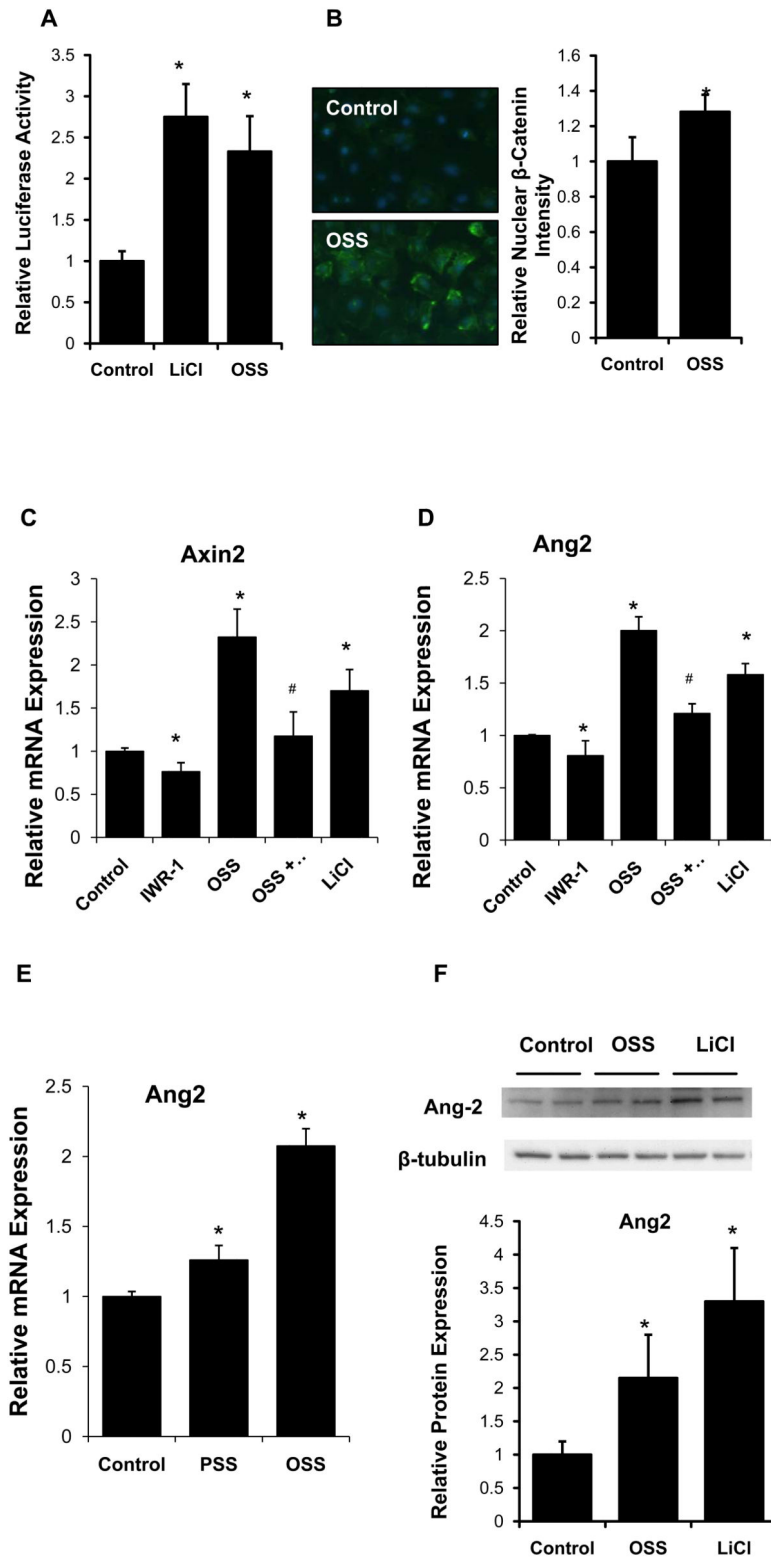 A
Relative Luciferase Activity
3.5
3
2.5
2
1.5
1
0.5
0
*
*
Control LiCl OSS
B
Control
OSS
Relative Nuclear β-Catenin
Intensity
1.6
1.4
1.2
1
0.8
0.6
0.4
0.2
0
*
Control OSS
C
Axin2
Relative mRNA Expression
3
2.5
2
1.5
1
0.5
0
*
*
#
*
Control
IWR-1
OSS
OSS +..
LiCl
D
Ang2
Relative mRNA Expression
2.5
2
1.5
1
0.5
0
*
*
#
*
Control
IWR-1
OSS
OSS +..
LiCl
E
Ang2
Relative mRNA Expression
2.5
2
1.5
1
0.5
0
*
*
Control PSS OSS
F
Control OSS LiCl
Ang-2
β-tubulin
Ang2
Relative Protein Expression
4.5
4
3.5
3
2.5
2
1.5
1
0.5
0
*
*
Control OSS LiCl